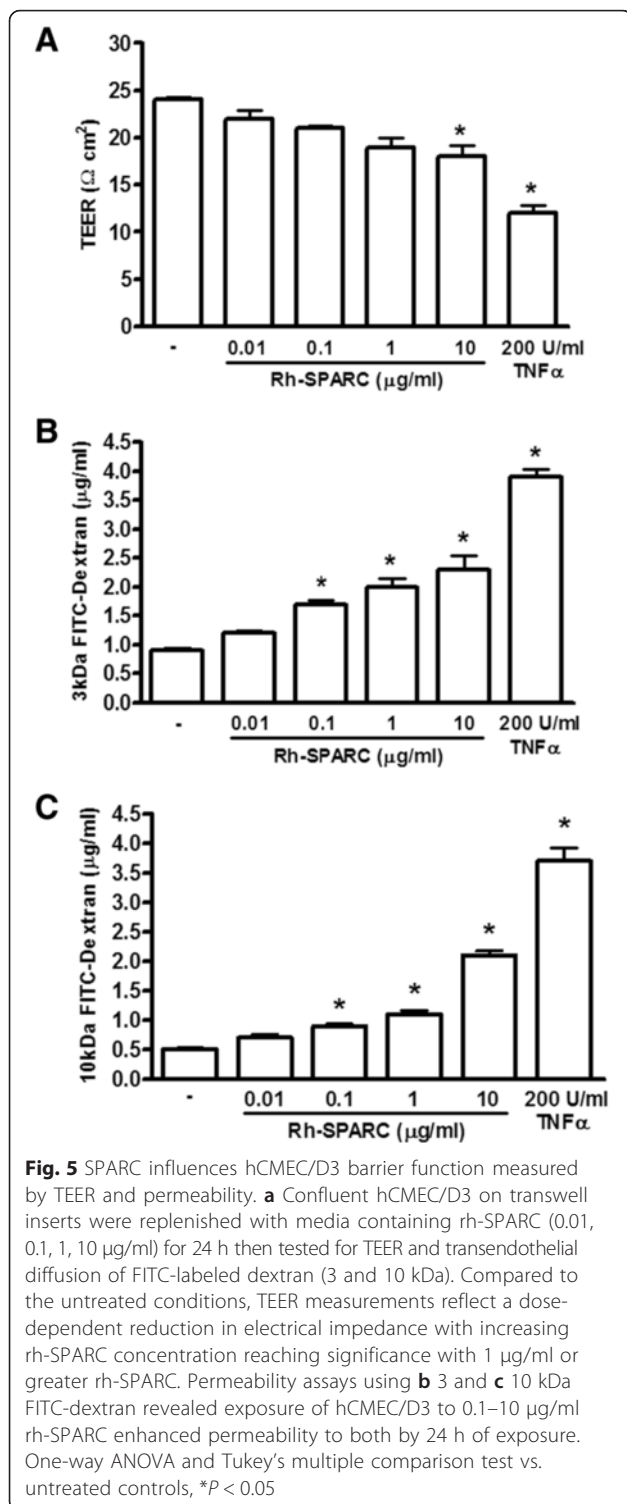 A
TEER (Ω cm²)
30
25
20
15
10
5
0
*
*
- 0.01 0.1 1 10 200 U/ml
Rh-SPARC (µg/ml) TNFα
B
3kDa FITC-Dextran (µg/ml)
4.5
4.0
3.5
3.0
2.5
2.0
1.5
1.0
0.5
0.0
*
*
*
*
- 0.01 0.1 1 10 200 U/ml
Rh-SPARC (µg/ml) TNFα
C
10kDa FITC-Dextran (µg/ml)
4.5
4.0
3.5
3.0
2.5
2.0
1.5
1.0
0.5
0.0
*
*
*
*
- 0.01 0.1 1 10 200 U/ml
Rh-SPARC (µg/ml) TNFα
Fig. 5 SPARC influences hCMEC/D3 barrier function measured
by TEER and permeability. a Confluent hCMEC/D3 on transwell
inserts were replenished with media containing rh-SPARC (0.01,
0.1, 1, 10 µg/ml) for 24 h then tested for TEER and transendothelial
diffusion of FITC-labeled dextran (3 and 10 kDa). Compared to
the untreated conditions, TEER measurements reflect a dose-
dependent reduction in electrical impedance with increasing
rh-SPARC concentration reaching significance with 1 µg/ml or
greater rh-SPARC. Permeability assays using b 3 and c 10 kDa
FITC-dextran revealed exposure of hCMEC/D3 to 0.1–10 µg/ml
rh-SPARC enhanced permeability to both by 24 h of exposure.
One-way ANOVA and Tukey's multiple comparison test vs.
untreated controls, *P < 0.05